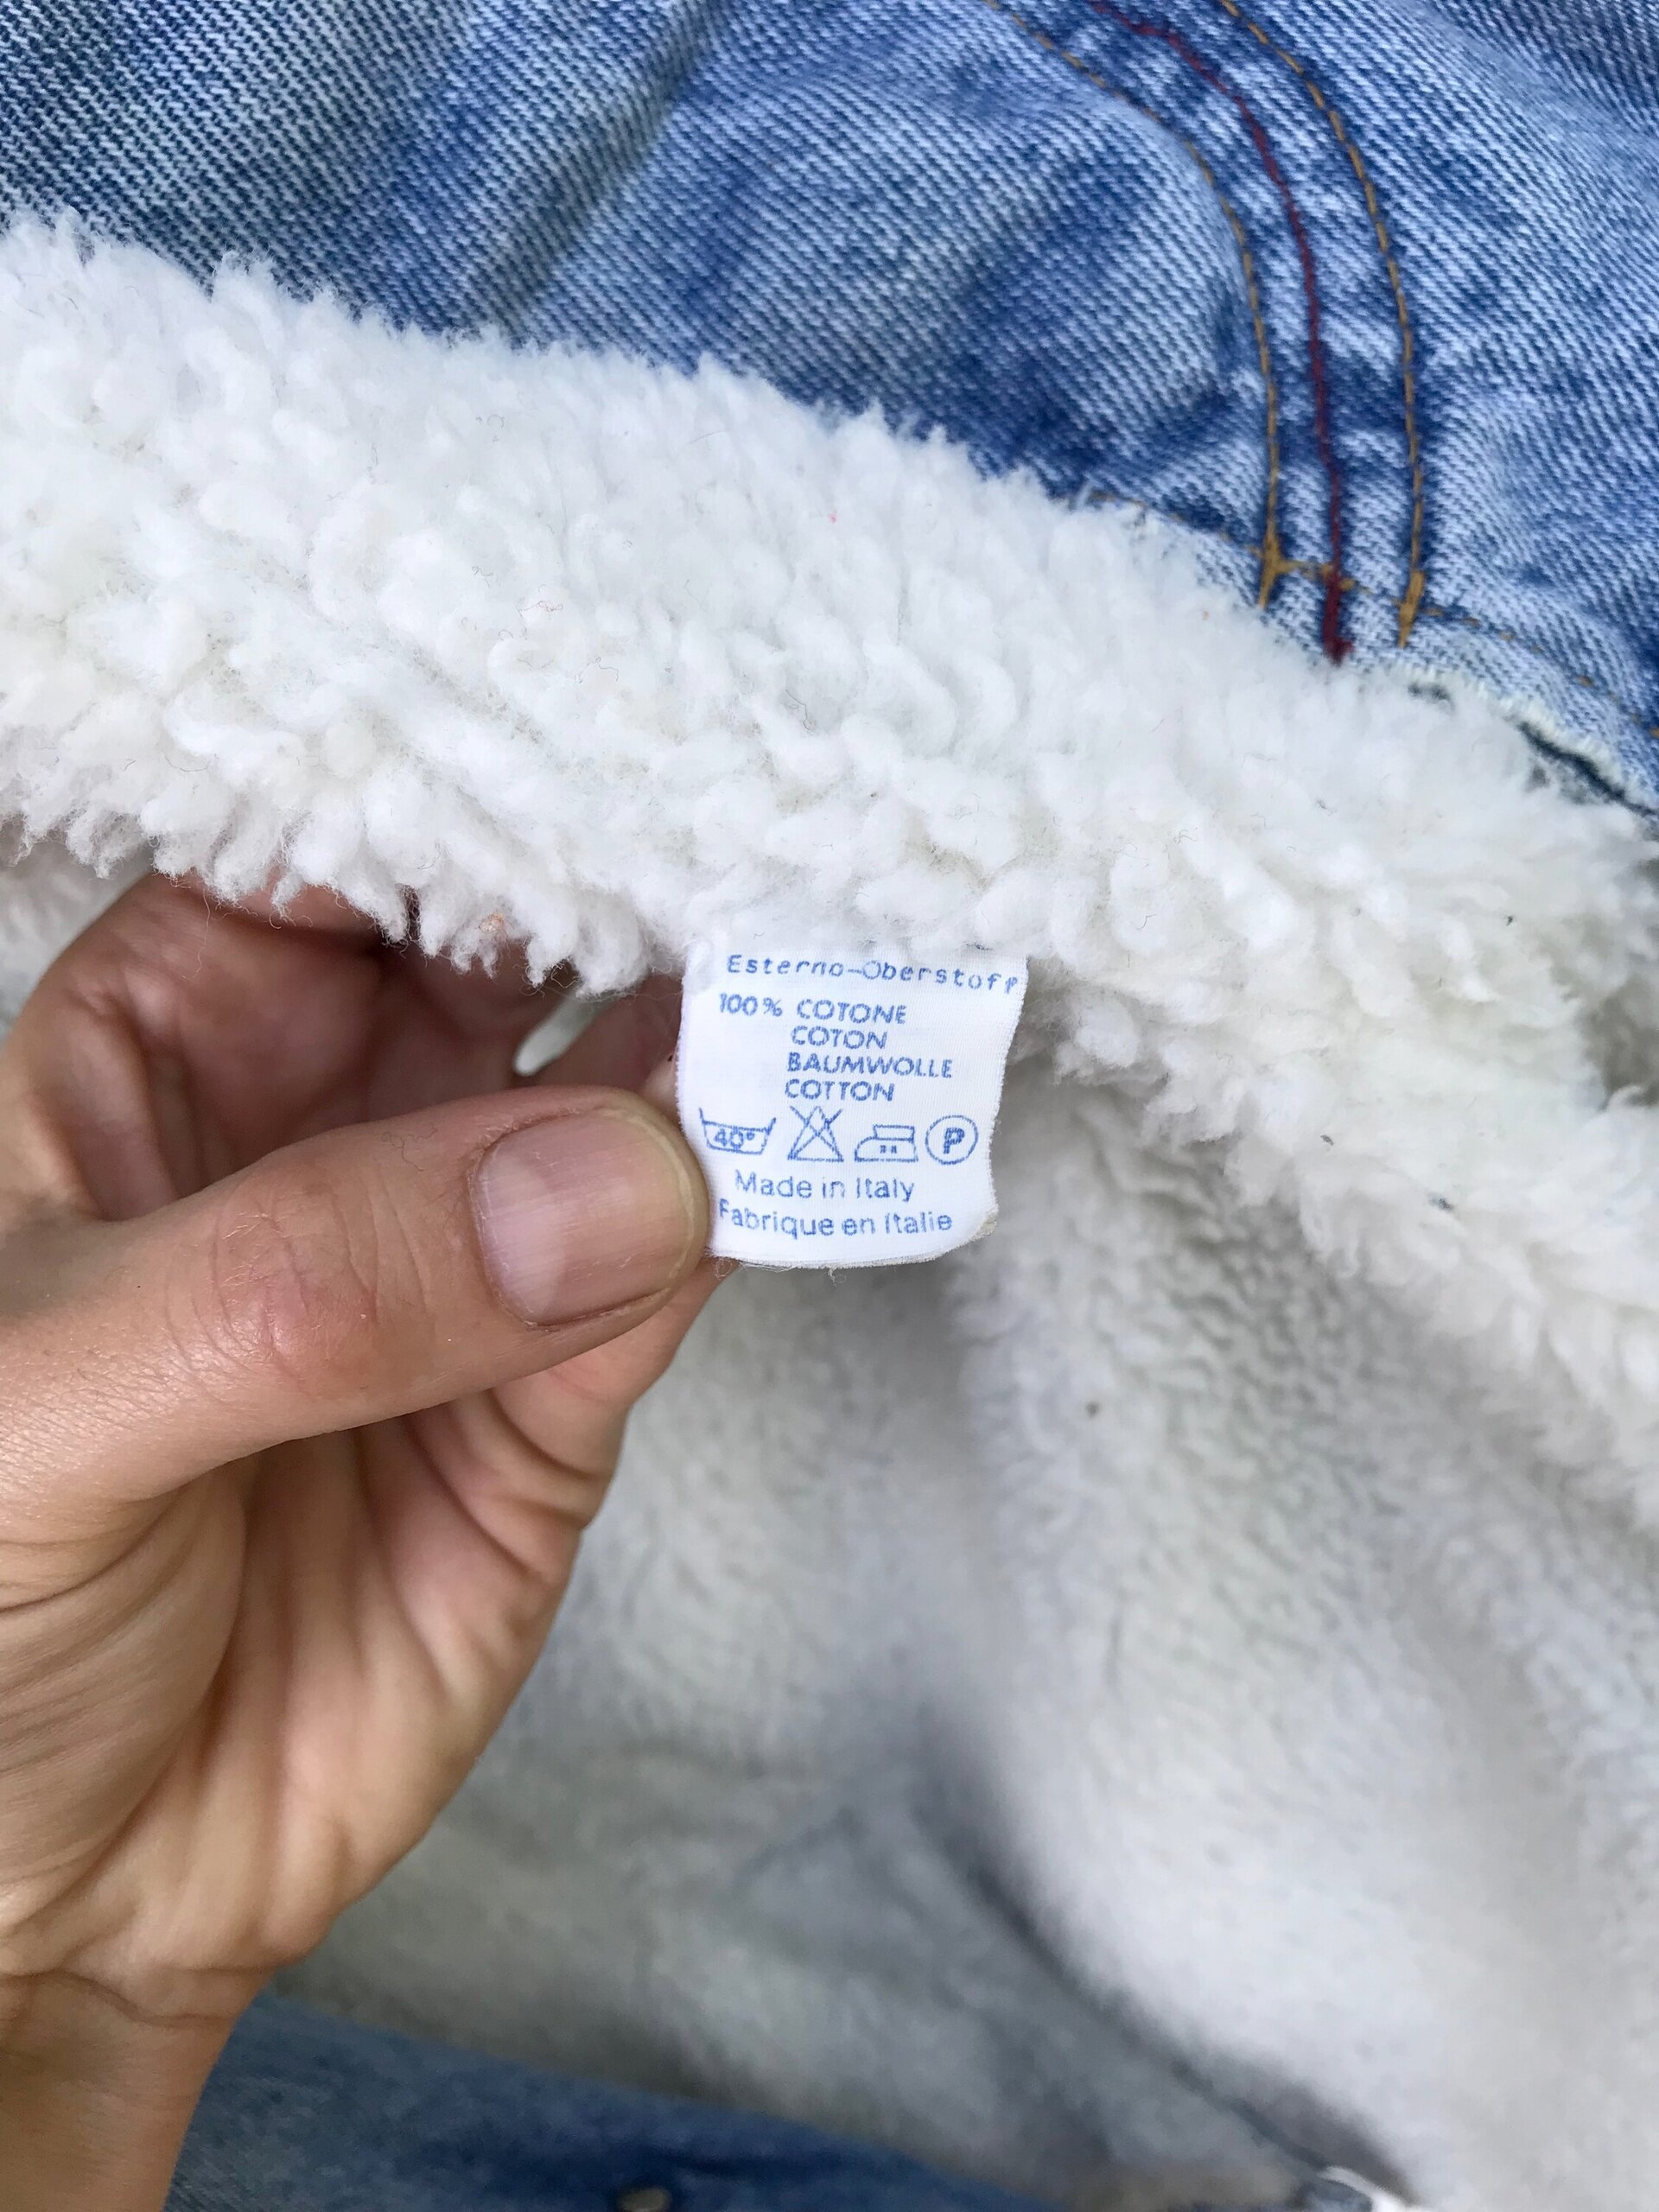 Esterno-Oberstoff
100% COTONE
COTON
BAUMWOLLE
COTTON
40° P
Made in Italy
Fabrique en Italie